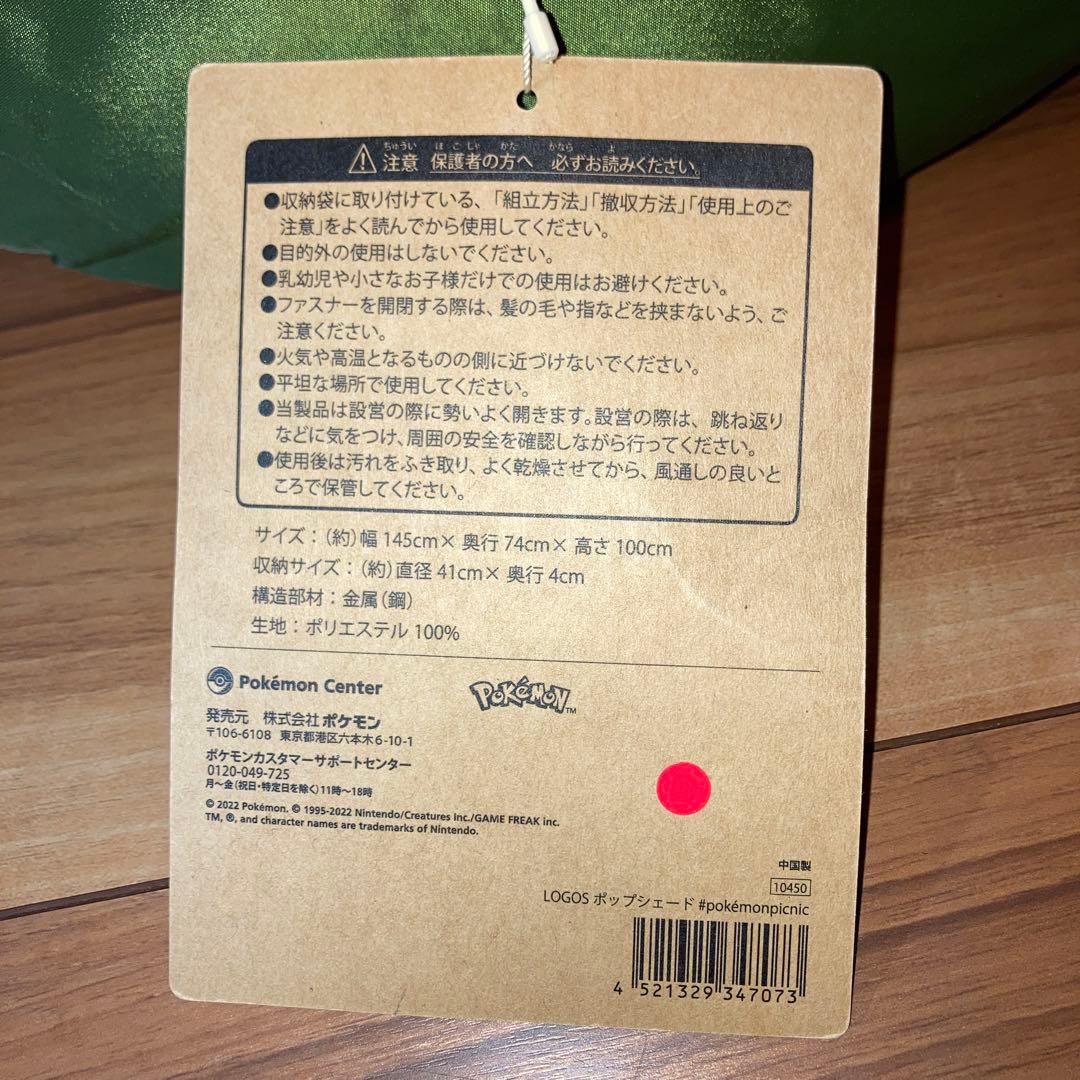 ⚠注意 保護者の方へ 必ずお読みください。
●収納袋に取り付けている、「組立方法」「撤収方法」「使用上のご
注意」をよく読んでから使用してください。
●目的外の使用はしないでください。
●乳幼児や小さなお子様だけでの使用はお避けください。
●ファスナーを開閉する際は、髪の毛や指などを挟まないよう、ご
注意ください。
●火気や高温となるものの側に近づけないでください。
●平坦な場所で使用してください。
●当製品は設営の際に勢いよく開きます。設営の際は、跳ね返り
などに気をつけ、周囲の安全を確認しながら行ってください。
●使用後は汚れをふき取り、よく乾燥させてから、風通しの良いと
ころで保管してください。
サイズ：（約）幅 145cm× 奥行 74cm× 高さ 100cm
収納サイズ：（約）直径 41cm× 奥行 4cm
構造部材：金属（鋼）
生地：ポリエステル 100%
Pokémon Center
POKéMON™
発売元 株式会社ポケモン
〒106-6108 東京都港区六本木6-10-1
ポケモンカスタマーサポートセンター
0120-049-725
月～金（祝日・特定日を除く）11時～18時
© 2022 Pokémon. © 1995-2022 Nintendo/Creatures Inc./GAME FREAK inc.
TM, ®, and character names are trademarks of Nintendo.
中国製
10450
LOGOS ポップシェード #pokémonpicnic
4 521329 347073